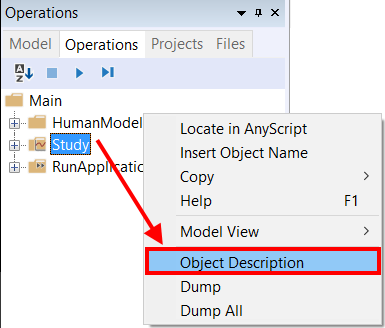 Operations
Model Operations Projects Files
Main
HumanModel
Study
RunApplicatio
Locate in AnyScript
Insert Object Name
Copy
Help F1
Model View
Object Description
Dump
Dump All